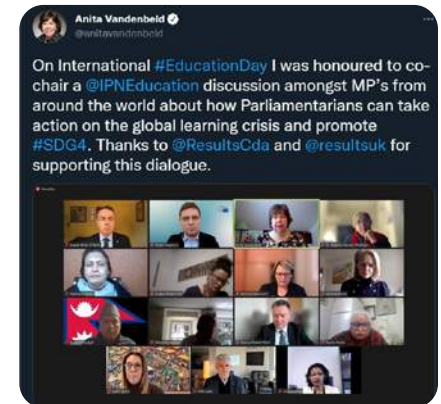 Anita Vandenbeld
@anitavandenbeld
On International #EducationDay I was honoured to co-
chair a @IPNEducation discussion amongst MP's from
around the world about how Parliamentarians can take
action on the global learning crisis and promote
#SDG4. Thanks to @ResultsCda and @resultsuk for
supporting this dialogue.